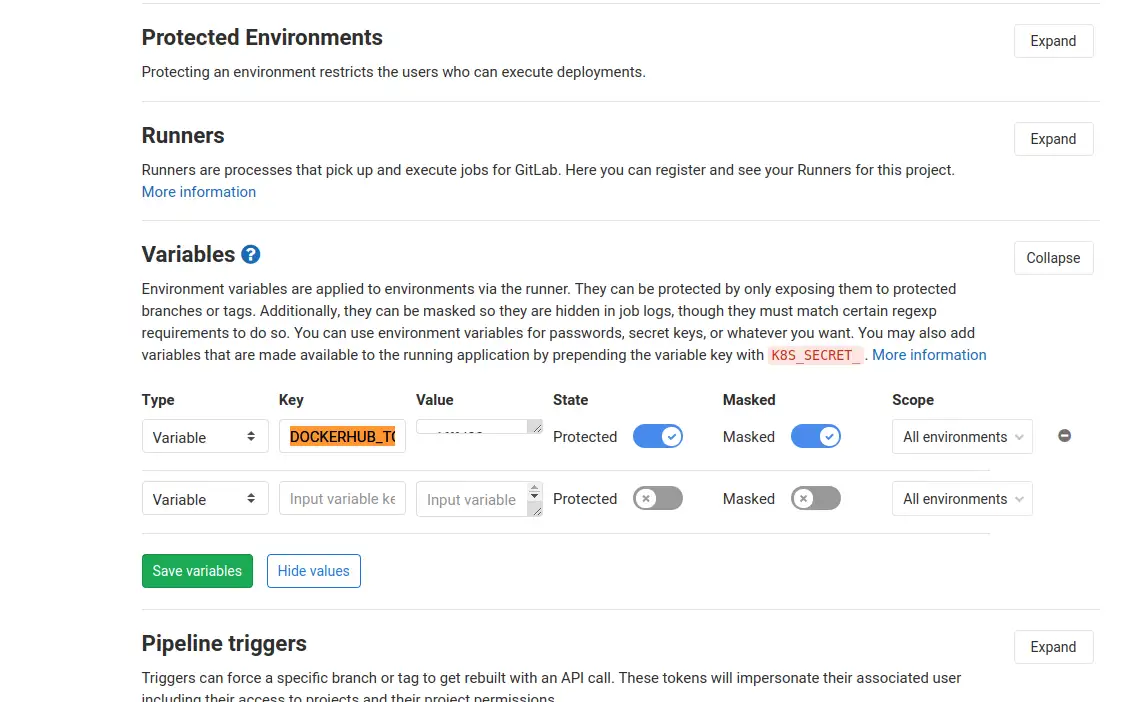 Protected Environments
Expand
Protecting an environment restricts the users who can execute deployments.
Runners
Expand
Runners are processes that pick up and execute jobs for GitLab. Here you can register and see your Runners for this project.
More information
Variables ?
Collapse
Environment variables are applied to environments via the runner. They can be protected by only exposing them to protected
branches or tags. Additionally, they can be masked so they are hidden in job logs, though they must match certain regexp
requirements to do so. You can use environment variables for passwords, secret keys, or whatever you want. You may also add
variables that are made available to the running application by prepending the variable key with K8S_SECRET_. More information
Type Key Value State Masked Scope
Variable DOCKERHUB_TO Protected Masked All environments
Variable Input variable ke Input variable Protected Masked All environments
Save variables Hide values
Pipeline triggers
Expand
Triggers can force a specific branch or tag to get rebuilt with an API call. These tokens will impersonate their associated user
including their access to projects and their project permissions.